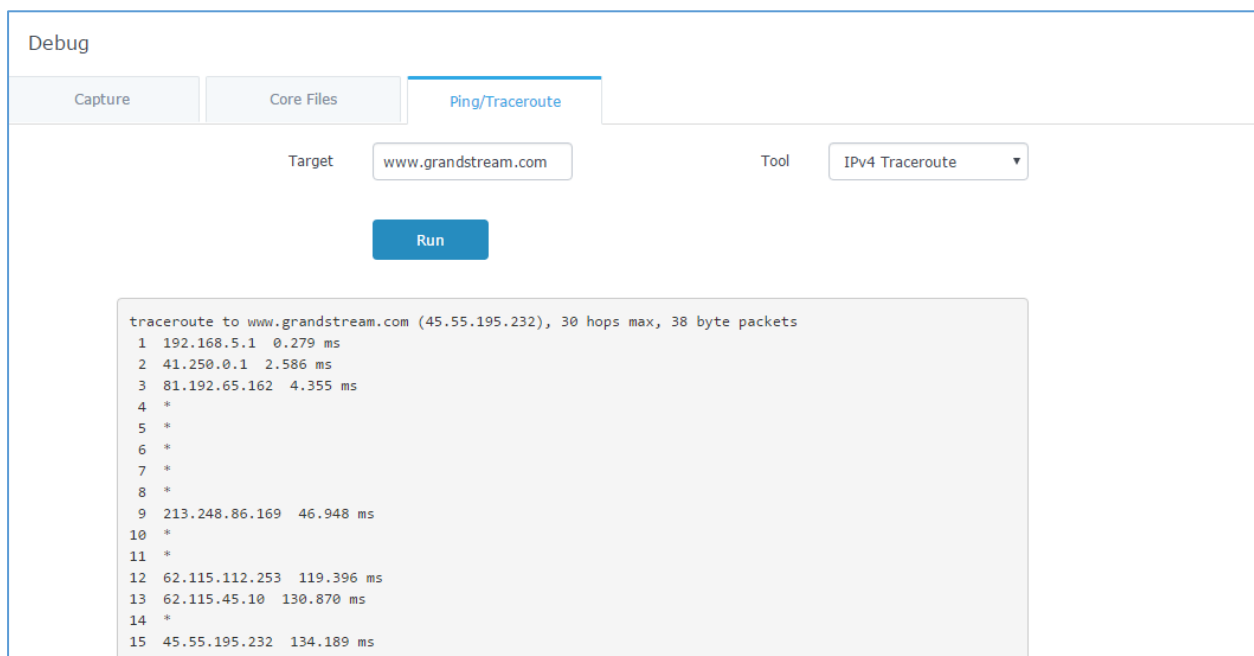 Debug
Capture Core Files Ping/Traceroute
Target www.grandstream.com Tool IPv4 Traceroute
Run
traceroute to www.grandstream.com (45.55.195.232), 30 hops max, 38 byte packets
1 192.168.5.1 0.279 ms
2 41.250.0.1 2.586 ms
3 81.192.65.162 4.355 ms
4 *
5 *
6 *
7 *
8 *
9 213.248.86.169 46.948 ms
10 *
11 *
12 62.115.112.253 119.396 ms
13 62.115.45.10 130.870 ms
14 *
15 45.55.195.232 134.189 ms